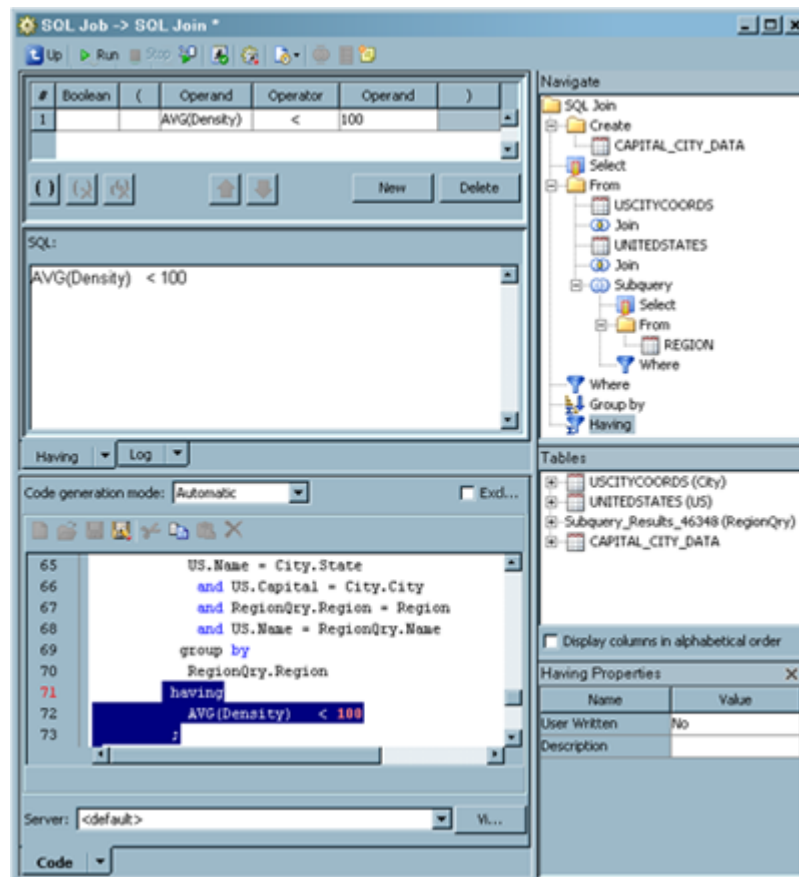 SQL Job -> SQL Join *
Up Run Stop
# Boolean ( Operand Operator Operand )
1 AVG(Density) < 100
( ) New Delete
SQL:
AVG(Density) < 100
Having Log
Code generation mode: Automatic Excl...
65 US.Name = City.State
66 and US.Capital = City.City
67 and RegionQry.Region = Region
68 and US.Name = RegionQry.Name
69 group by
70 RegionQry.Region
71 having
72 AVG(Density) < 100
73 ;
Server: <default> Vi...
Code
Navigate
SQL Join
Create
CAPITAL_CITY_DATA
Select
From
USCITYCOORDS
Join
UNITEDSTATES
Join
Subquery
Select
From
REGION
Where
Where
Group by
Having
Tables
USCITYCOORDS (City)
UNITEDSTATES (US)
Subquery_Results_46348 (RegionQry)
CAPITAL_CITY_DATA
Display columns in alphabetical order
Having Properties
Name Value
User Written No
Description